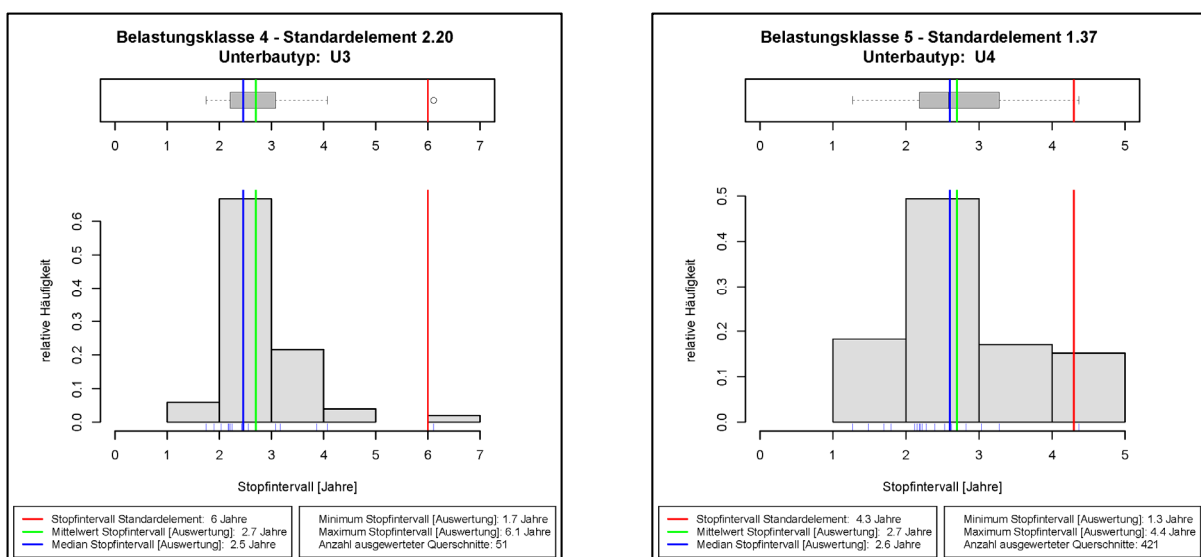 Belastungsklasse 4 - Standardelement 2.20
Unterbautyp: U3
0 1 2 3 4 5 6 7
relative Häufigkeit
0.6
0.5
0.4
0.3
0.2
0.1
0.0
0 1 2 3 4 5 6 7
Stopfintervall [Jahre]
Stopfintervall Standardelement: 6 Jahre
Mittelwert Stopfintervall [Auswertung]: 2.7 Jahre
Median Stopfintervall [Auswertung]: 2.5 Jahre
Minimum Stopfintervall [Auswertung]: 1.7 Jahre
Maximum Stopfintervall [Auswertung]: 6.1 Jahre
Anzahl ausgewerteter Querschnitte: 51
Belastungsklasse 5 - Standardelement 1.37
Unterbautyp: U4
0 1 2 3 4 5
relative Häufigkeit
0.5
0.4
0.3
0.2
0.1
0.0
0 1 2 3 4 5
Stopfintervall [Jahre]
Stopfintervall Standardelement: 4.3 Jahre
Mittelwert Stopfintervall [Auswertung]: 2.7 Jahre
Median Stopfintervall [Auswertung]: 2.6 Jahre
Minimum Stopfintervall [Auswertung]: 1.3 Jahre
Maximum Stopfintervall [Auswertung]: 4.4 Jahre
Anzahl ausgewerteter Querschnitte: 421